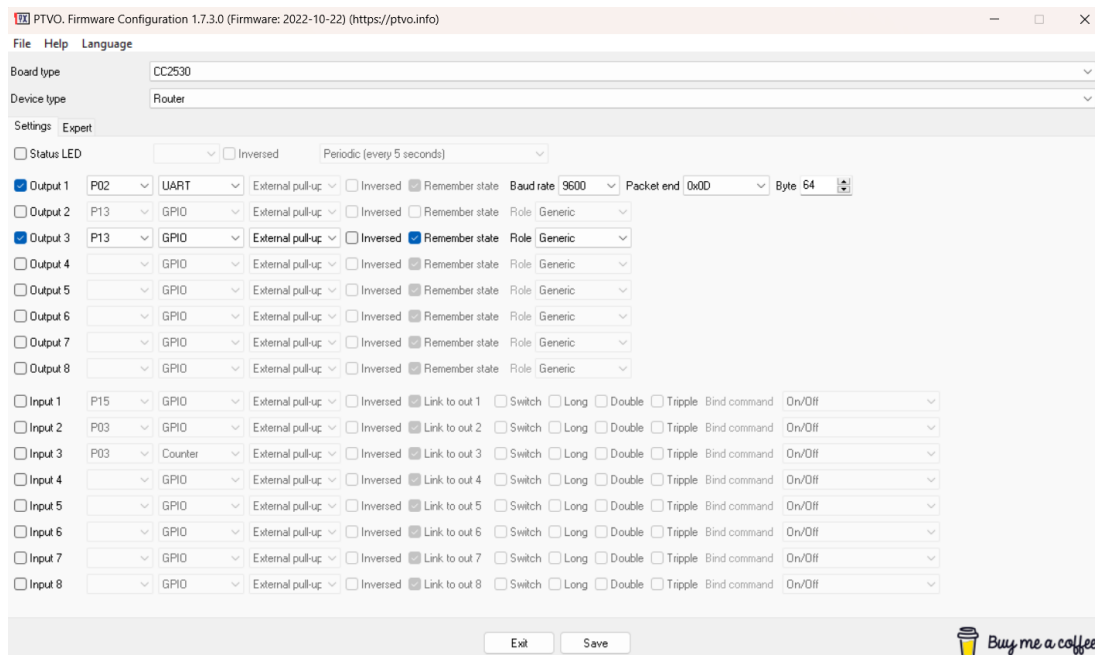 PTVO. Firmware Configuration 1.7.3.0 (Firmware: 2022-10-22) (https://ptvo.info)
File Help Language
Board type CC2530
Device type Router
Settings Expert
Status LED Inversed Periodic (every 5 seconds)
Output 1 P02 UART External pull-up Inversed Remember state Baud rate 9600 Packet end 0x0D Byte 64
Output 2 P13 GPIO External pull-up Inversed Remember state Role Generic
Output 3 P13 GPIO External pull-up Inversed Remember state Role Generic
Output 4 GPIO External pull-up Inversed Remember state Role Generic
Output 5 GPIO External pull-up Inversed Remember state Role Generic
Output 6 GPIO External pull-up Inversed Remember state Role Generic
Output 7 GPIO External pull-up Inversed Remember state Role Generic
Output 8 GPIO External pull-up Inversed Remember state Role Generic
Input 1 P15 GPIO External pull-up Inversed Link to out 1 Switch Long Double Tripple Bind command On/Off
Input 2 P03 GPIO External pull-up Inversed Link to out 2 Switch Long Double Tripple Bind command On/Off
Input 3 P03 Counter External pull-up Inversed Link to out 3 Switch Long Double Tripple Bind command On/Off
Input 4 GPIO External pull-up Inversed Link to out 4 Switch Long Double Tripple Bind command On/Off
Input 5 GPIO External pull-up Inversed Link to out 5 Switch Long Double Tripple Bind command On/Off
Input 6 GPIO External pull-up Inversed Link to out 6 Switch Long Double Tripple Bind command On/Off
Input 7 GPIO External pull-up Inversed Link to out 7 Switch Long Double Tripple Bind command On/Off
Input 8 GPIO External pull-up Inversed Link to out 8 Switch Long Double Tripple Bind command On/Off
Exit Save Buy me a coffee